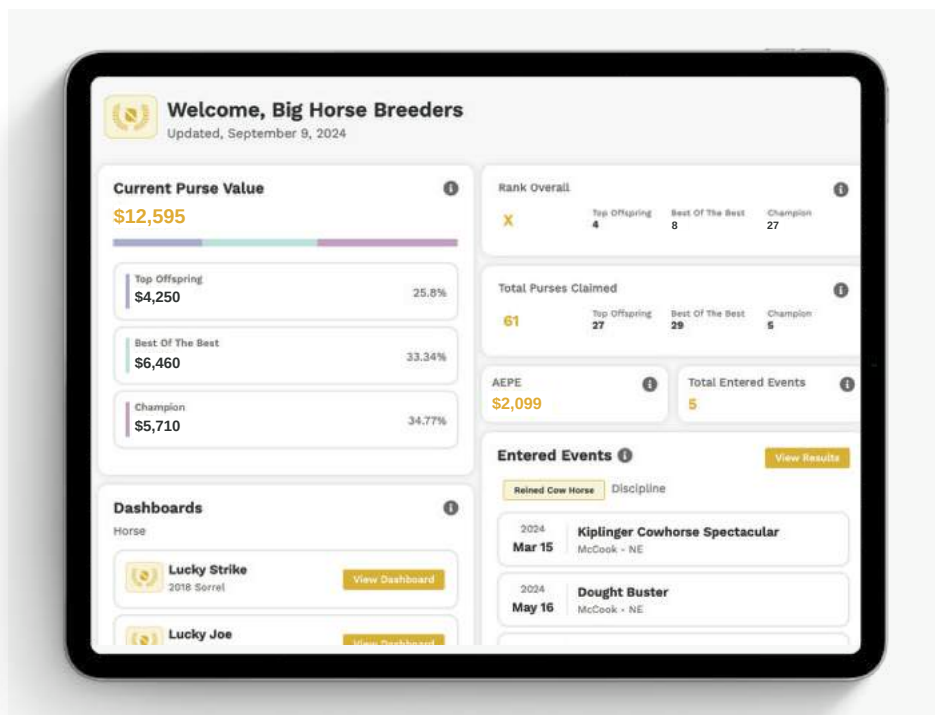 Welcome, Big Horse Breeders
Updated, September 9, 2024
Current Purse Value
$12,595
Top Offspring
$4,250
25.8%
Best Of The Best
$6,460
33.34%
Champion
$5,710
34.77%
Dashboards
Horse
Lucky Strike
2018 Sorrel
View Dashboard
Lucky Joe
View Dashboard
Rank Overall
X
Top Offspring
4
Best Of The Best
8
Champion
27
Total Purses Claimed
61
Top Offspring
27
Best Of The Best
29
Champion
5
AEPE
$2,099
Total Entered Events
5
Entered Events
View Results
Reined Cow Horse
Discipline
2024
Mar 15
Kiplinger Cowhorse Spectacular
McCook - NE
2024
May 16
Dought Buster
McCook - NE